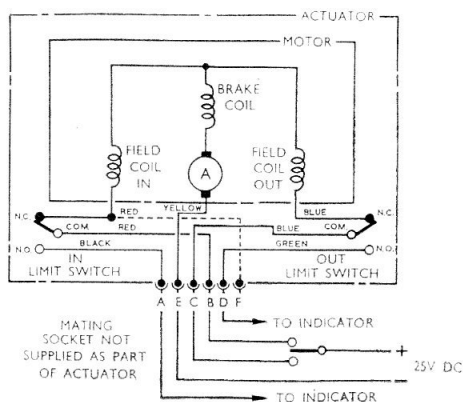 ACTUATOR
MOTOR
BRAKE
COIL
FIELD
COIL
IN
FIELD
COIL
OUT
A
YELLOW
N.C.
RED
BLUE
N.C.
COM.
RED
BLUE
COM.
N.O.
BLACK
GREEN
N.O.
IN
LIMIT SWITCH
OUT
LIMIT SWITCH
A E C B D F
MATING
SOCKET NOT
SUPPLIED AS PART
OF ACTUATOR
TO INDICATOR
+
25V DC
−
TO INDICATOR